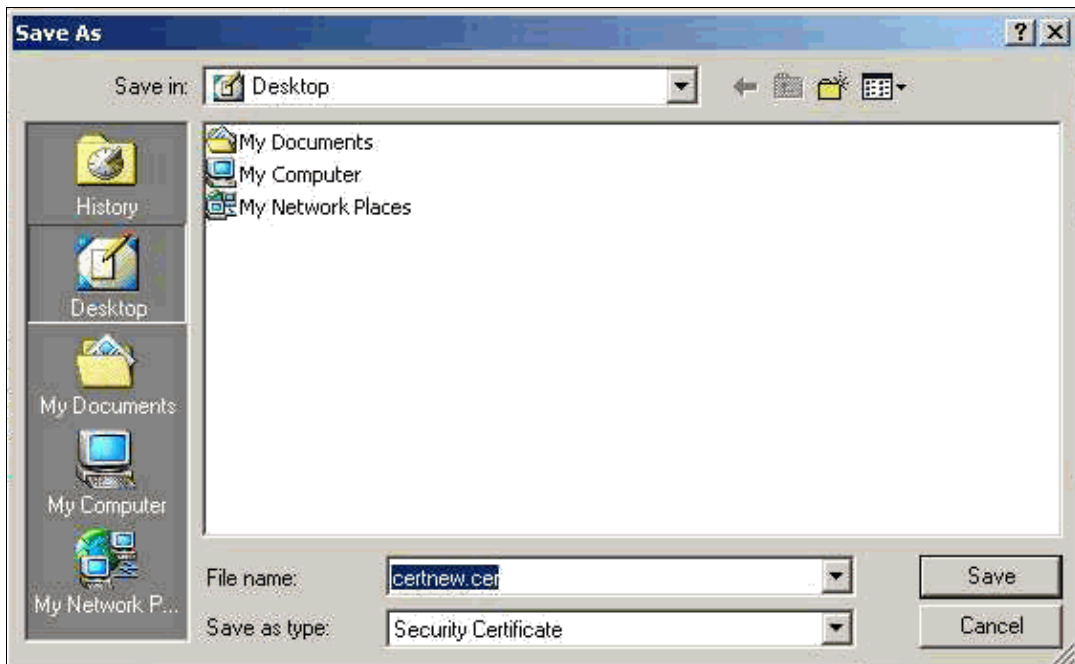 Save As
Save in:
Desktop
History
Desktop
My Documents
My Computer
My Network P...
My Documents
My Computer
My Network Places
File name:
certnew.cer
Save
Save as type:
Security Certificate
Cancel